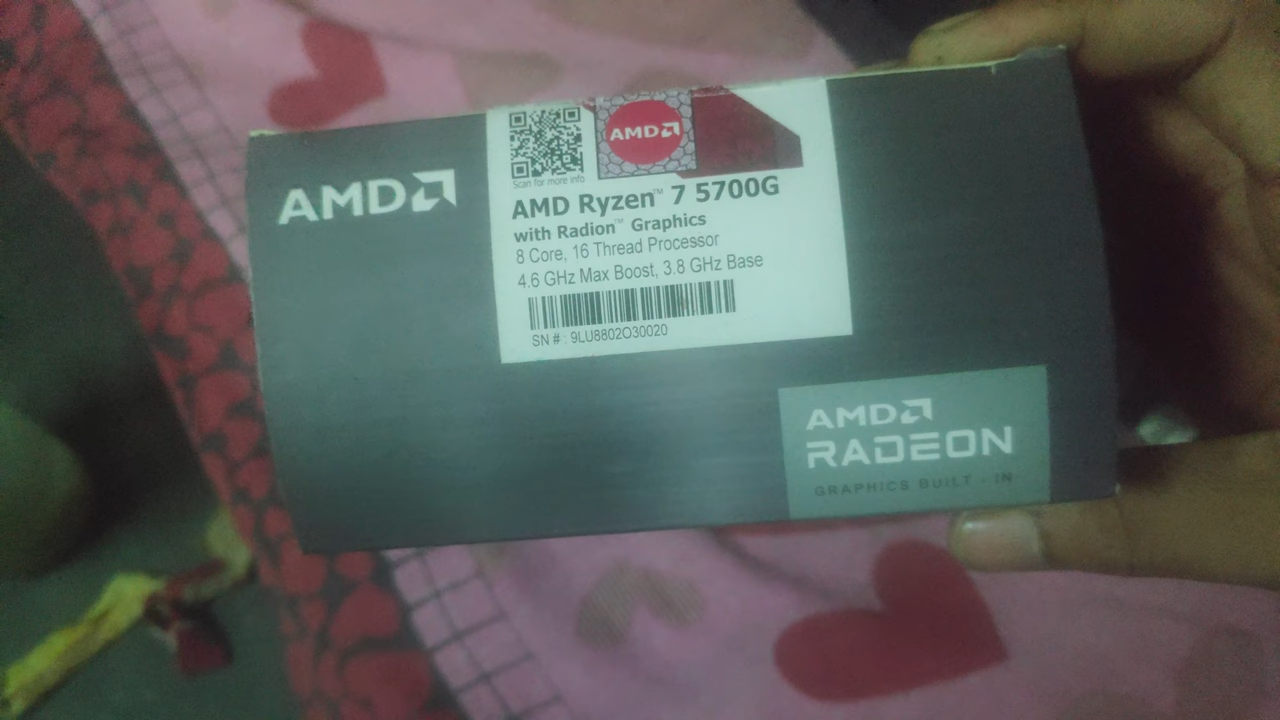 AMD
Scan for more info
AMD
AMD Ryzen™ 7 5700G
with Radion™ Graphics
8 Core, 16 Thread Processor
4.6 GHz Max Boost, 3.8 GHz Base
SN # : 9LU8802O30020
AMD
RADEON
GRAPHICS BUILT - IN